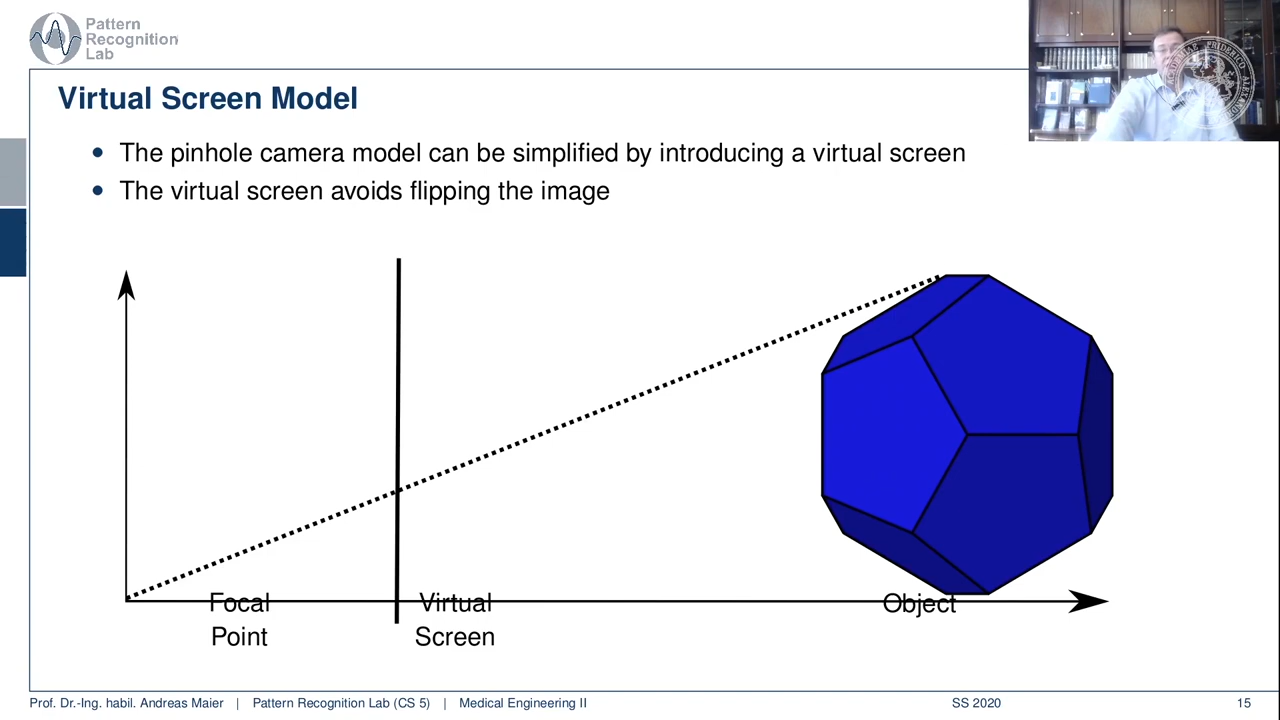 Pattern
Recognition
Lab
Virtual Screen Model
The pinhole camera model can be simplified by introducing a virtual screen
The virtual screen avoids flipping the image
Focal
Point
Virtual
Screen
Object
Prof. Dr.-Ing. habil. Andreas Maier | Pattern Recognition Lab (CS 5) | Medical Engineering II
SS 2020
15